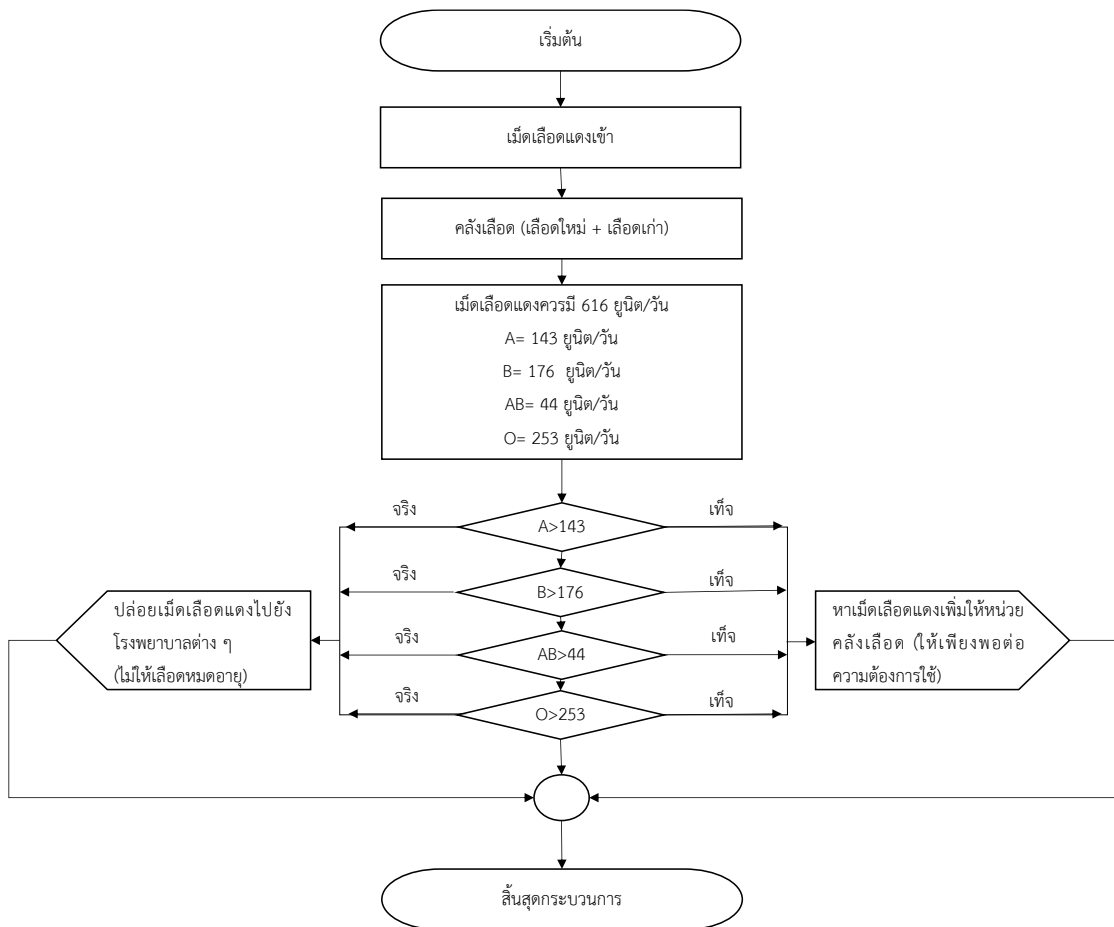 เริ่มต้น
เม็ดเลือดแดงเข้า
คลังเลือด (เลือดใหม่ + เลือดเก่า)
เม็ดเลือดแดงควรมี 616 ยูนิต/วัน
A= 143 ยูนิต/วัน
B= 176 ยูนิต/วัน
AB= 44 ยูนิต/วัน
O= 253 ยูนิต/วัน
จริง
A>143
เท็จ
จริง
B>176
เท็จ
จริง
AB>44
เท็จ
จริง
O>253
เท็จ
ปล่อยเม็ดเลือดแดงไปยัง
โรงพยาบาลต่าง ๆ
(ไม่ให้เลือดหมดอายุ)
หาเม็ดเลือดแดงเพิ่มให้หน่วย
คลังเลือด (ให้เพียงพอต่อ
ความต้องการใช้)
สิ้นสุดกระบวนการ